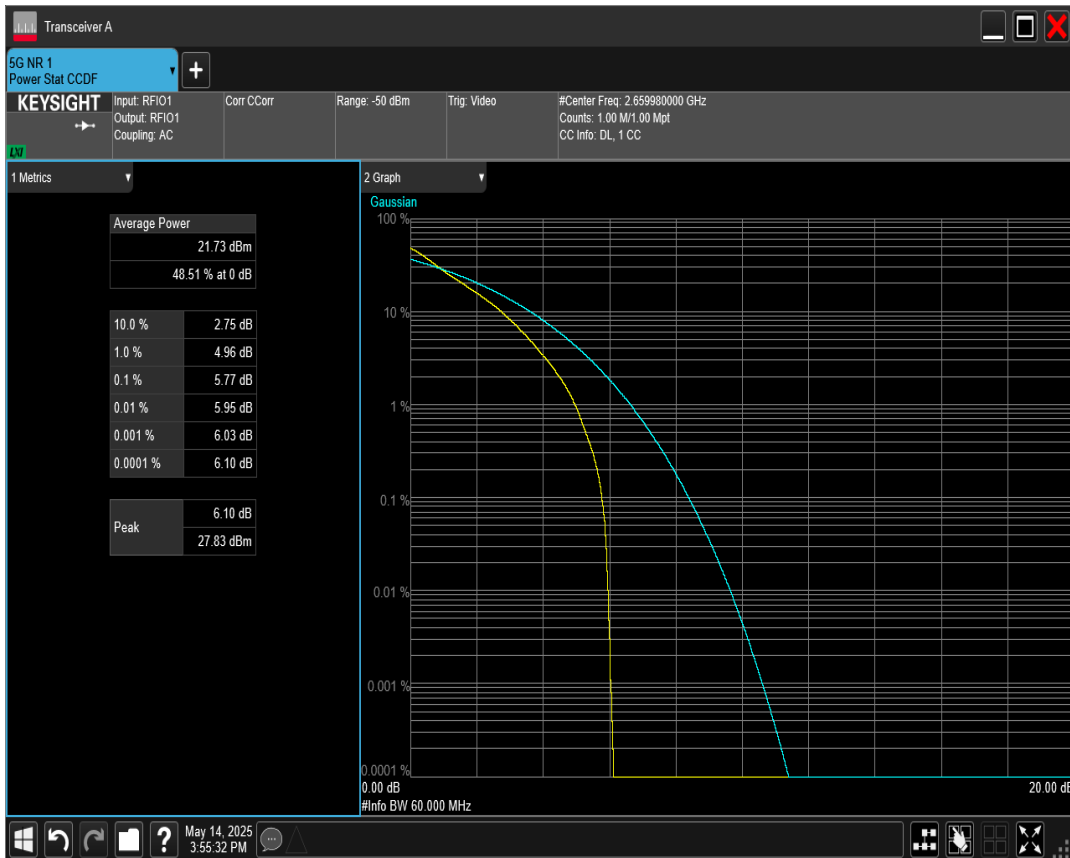 Transceiver A
5G NR 1
Power Stat CCDF
KEYSIGHT
LXI
Input: RFIO1
Output: RFIO1
Coupling: AC
Corr CCorr
Range: -50 dBm
Trig: Video
#Center Freq: 2.659980000 GHz
Counts: 1.00 M/1.00 Mpt
CC Info: DL, 1 CC
1 Metrics
Average Power
21.73 dBm
48.51 % at 0 dB
10.0 % 2.75 dB
1.0 % 4.96 dB
0.1 % 5.77 dB
0.01 % 5.95 dB
0.001 % 6.03 dB
0.0001 % 6.10 dB
Peak 6.10 dB
27.83 dBm
2 Graph
Gaussian
100 %
10 %
1 %
0.1 %
0.01 %
0.001 %
0.0001 %
0.00 dB
20.00 dB
#Info BW 60.000 MHz
May 14, 2025
3:55:32 PM